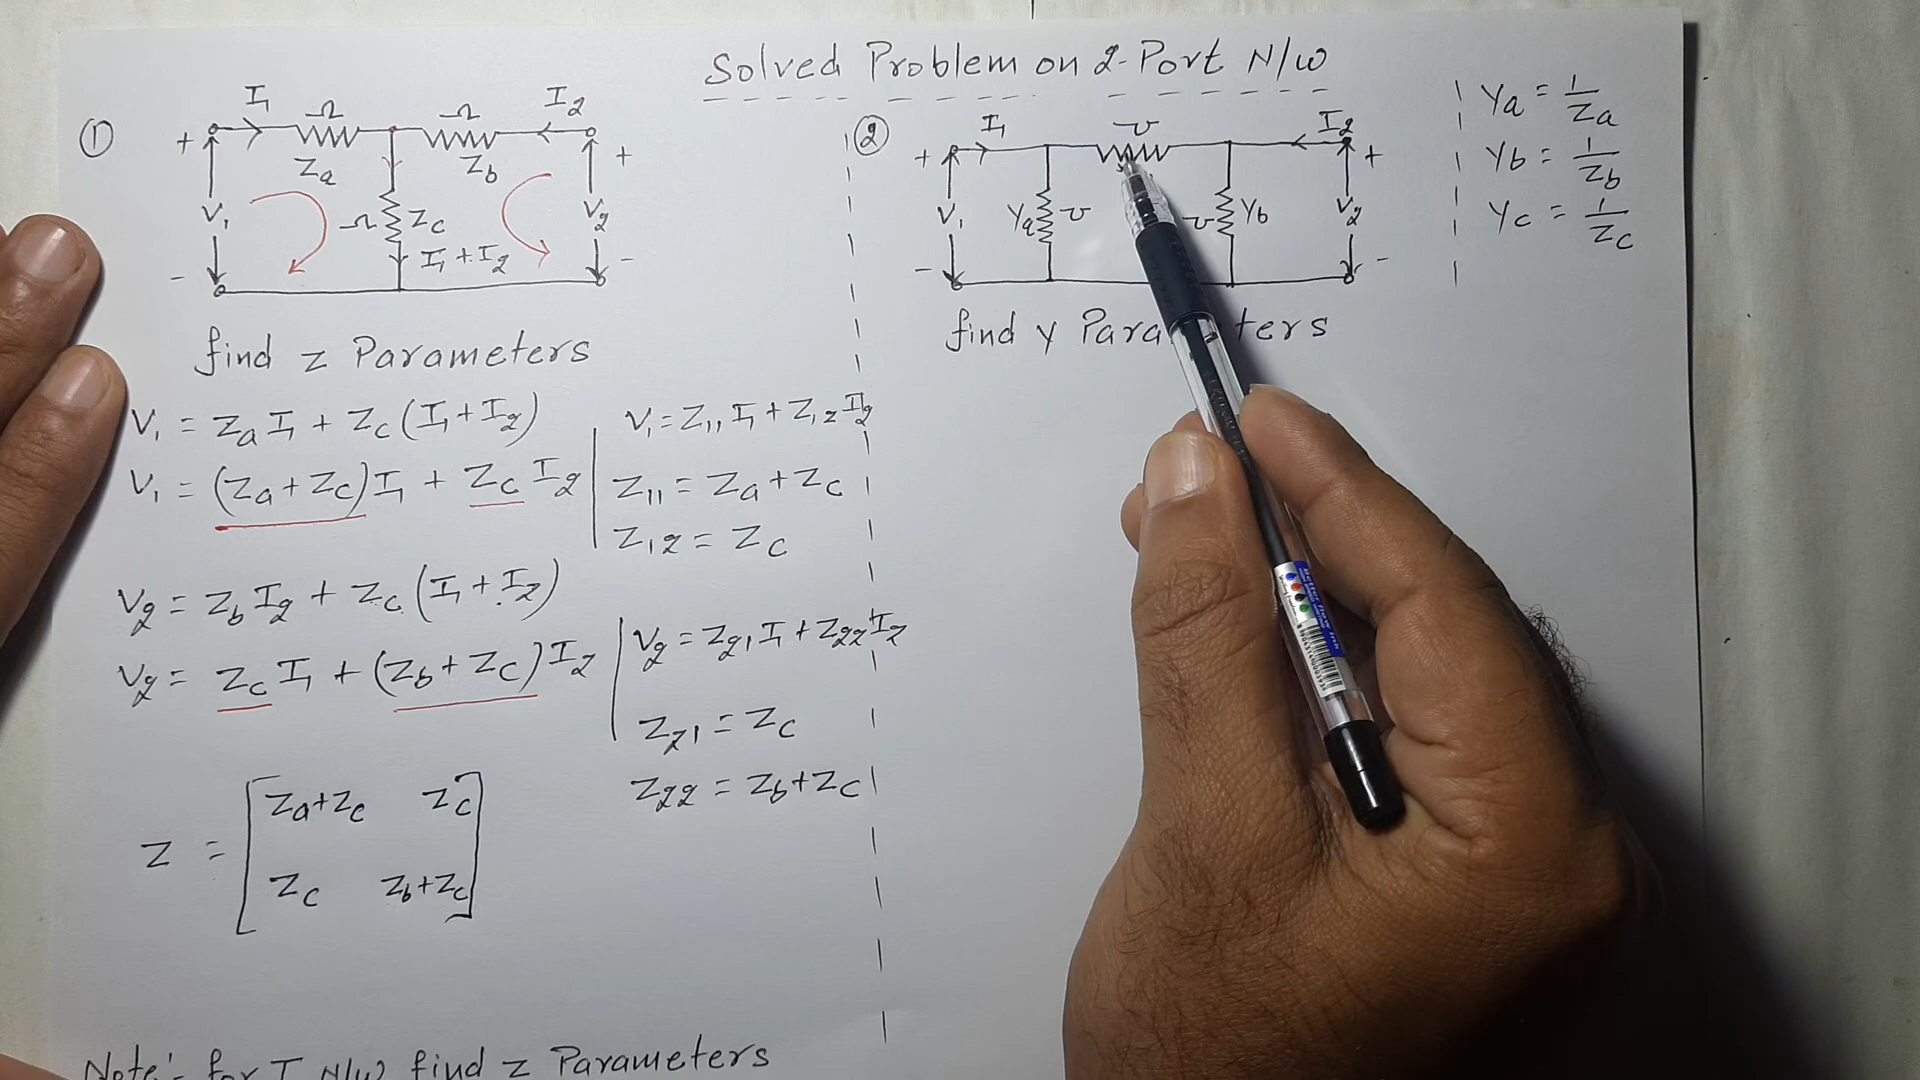 Solved Problem on 2-Port N/W
①
I₁ Ω Ω I₂
+ Za Zb +
V₁ Ω Zc V₂
- I₁ + I₂ -
find z Parameters
V₁ = Za I₁ + Zc (I₁ + I₂)
V₁ = (Za + Zc) I₁ + Zc I₂
V₁ = Z₁₁ I₁ + Z₁₂ I₂
Z₁₁ = Za + Zc
Z₁₂ = Zc
V₂ = Zb I₂ + Zc (I₁ + I₂)
V₂ = Zc I₁ + (Zb + Zc) I₂
V₂ = Z₂₁ I₁ + Z₂₂ I₂
Z₂₁ = Zc
Z₂₂ = Zb + Zc
Z = [ Za+Zc Zc
Zc Zb+Zc ]
Note:- for T N/W find z Parameters
②
I₁ ℧ I₂
+ +
V₁ Ya ℧ ℧ Yb V₂
- -
find y Para ters
Ya = 1/Za
Yb = 1/Zb
Yc = 1/Zc